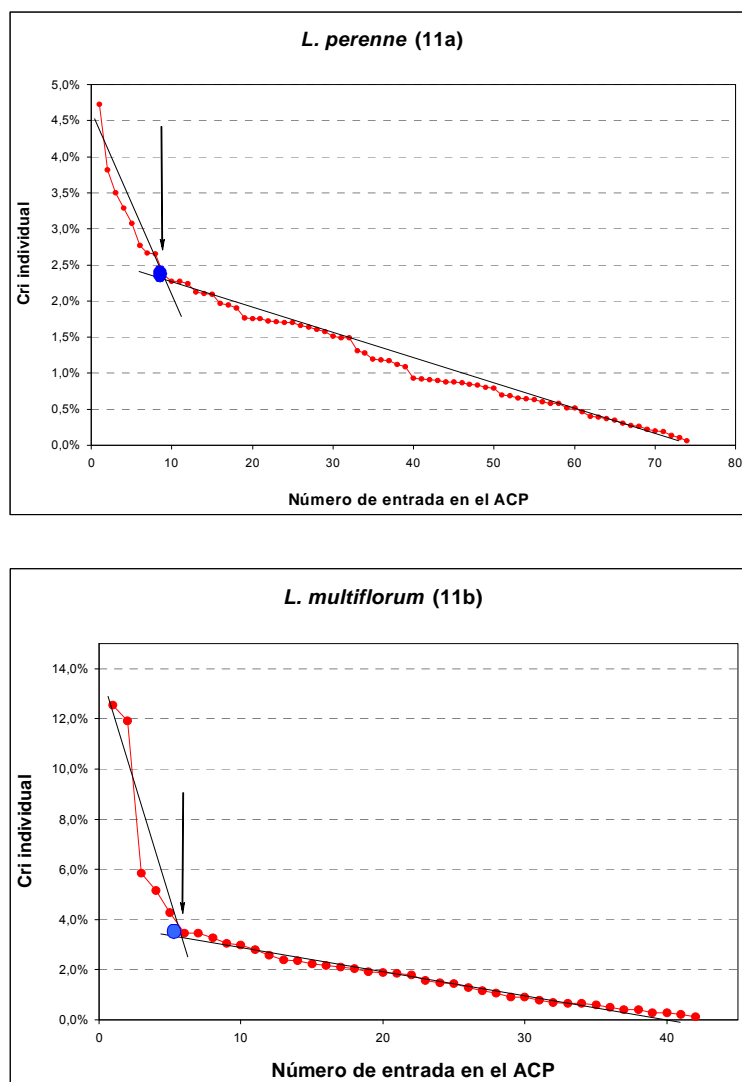 L. perenne (11a)
5,0%
4,5%
4,0%
3,5%
3,0%
2,5%
2,0%
1,5%
1,0%
0,5%
0,0%
Cri individual
0 10 20 30 40 50 60 70 80
Número de entrada en el ACP
L. multiflorum (11b)
14,0%
12,0%
10,0%
8,0%
6,0%
4,0%
2,0%
0,0%
Cri individual
0 10 20 30 40
Número de entrada en el ACP